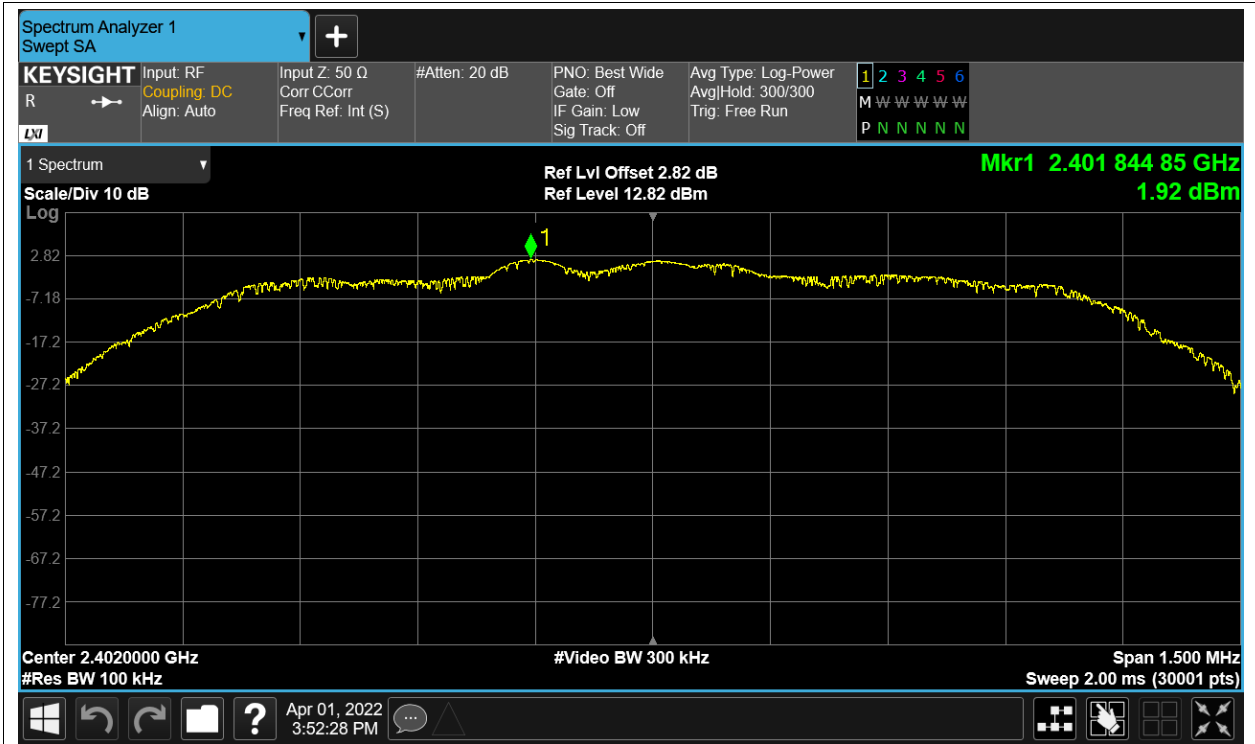 Spectrum Analyzer 1
Swept SA
KEYSIGHT
R
LXI
Input: RF
Coupling: DC
Align: Auto
Input Z: 50 Ω
Corr CCorr
Freq Ref: Int (S)
#Atten: 20 dB
PNO: Best Wide
Gate: Off
IF Gain: Low
Sig Track: Off
Avg Type: Log-Power
Avg|Hold: 300/300
Trig: Free Run
1 2 3 4 5 6
M W W W W W
P N N N N N
1 Spectrum
Scale/Div 10 dB
Log
Ref Lvl Offset 2.82 dB
Ref Level 12.82 dBm
Mkr1 2.401 844 85 GHz
1.92 dBm
1
2.82
-7.18
-17.2
-27.2
-37.2
-47.2
-57.2
-67.2
-77.2
Center 2.4020000 GHz
#Video BW 300 kHz
Span 1.500 MHz
#Res BW 100 kHz
Sweep 2.00 ms (30001 pts)
?
Apr 01, 2022
3:52:28 PM